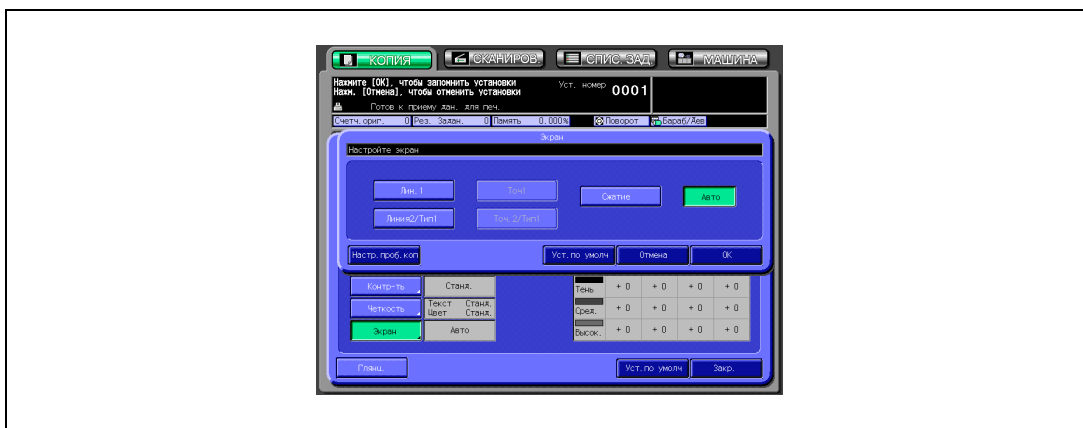 КОПИЯ СКАНИРОВ. СПИС.ЗАД. МАШИНА
Нажмите [OK], чтобы запомнить установки
Нажм. [Отмена], чтобы отменить установки
Уст. номер 0001
Готов к приему дан. для печ.
Счетч.ориг. 0 Рез. Задан. 0 Память 0.000% Поворот Бараб/Дев
Экран
Настройте экран
Лин. 1 Точ1 Сжатие Авто
Линия2/Тип1 Точ. 2/Тип1
Настр.проб.коп Уст.по умолч Отмена OK
Контр-ть Станд. Тень + 0 + 0 + 0 + 0
Четкость Текст Станд. Цвет Станд. Сред. + 0 + 0 + 0 + 0
Экран Авто Высок. + 0 + 0 + 0 + 0
Глянц. Уст.по умолч Закр.